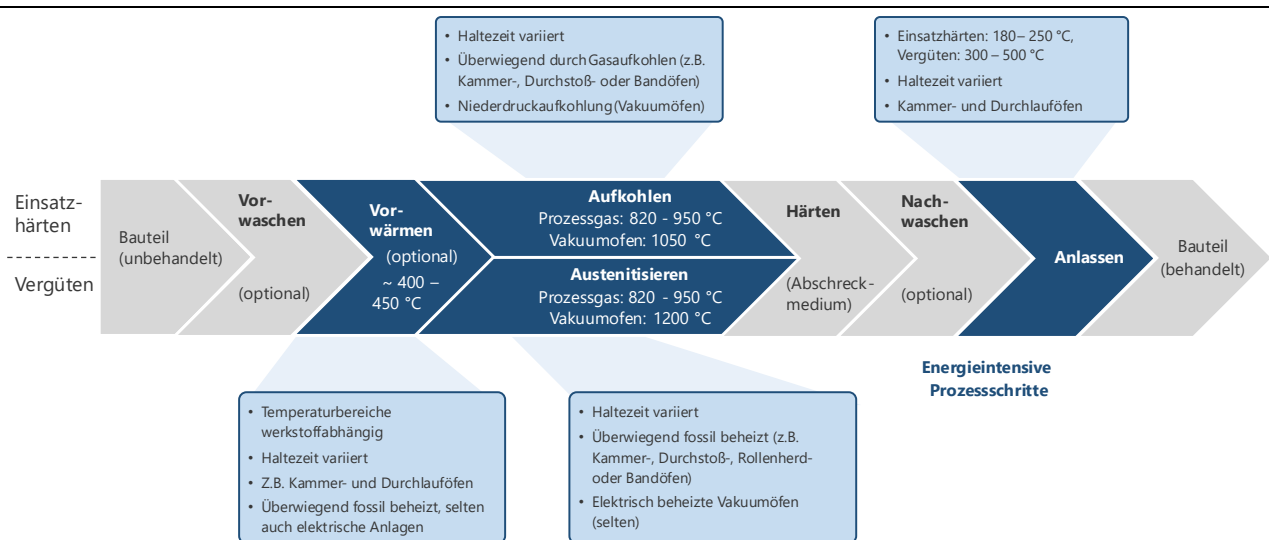 • Haltezeit variiert
• Überwiegend durch Gasaufkohlen (z.B.
Kammer-, Durchstoß- oder Bandöfen)
• Niederdruckaufkohlung (Vakuumöfen)
• Einsatzhärten: 180– 250 °C,
Vergüten: 300 – 500 °C
• Haltezeit variiert
• Kammer- und Durchlauföfen
Einsatz-
härten
Vergüten
Bauteil
(unbehandelt)
Vor-
waschen
(optional)
Vor-
wärmen
(optional)
~ 400 –
450 °C
Aufkohlen
Prozessgas: 820 - 950 °C
Vakuumofen: 1050 °C
Austenitisieren
Prozessgas: 820 - 950 °C
Vakuumofen: 1200 °C
Härten
(Abschreck-
medium)
Nach-
waschen
(optional)
Anlassen
Bauteil
(behandelt)
Energieintensive
Prozessschritte
• Temperaturbereiche
werkstoffabhängig
• Haltezeit variiert
• Z.B. Kammer- und Durchlauföfen
• Überwiegend fossil beheizt, selten
auch elektrische Anlagen
• Haltezeit variiert
• Überwiegend fossil beheizt (z.B.
Kammer-, Durchstoß-, Rollenherd-
oder Bandöfen)
• Elektrisch beheizte Vakuumöfen
(selten)